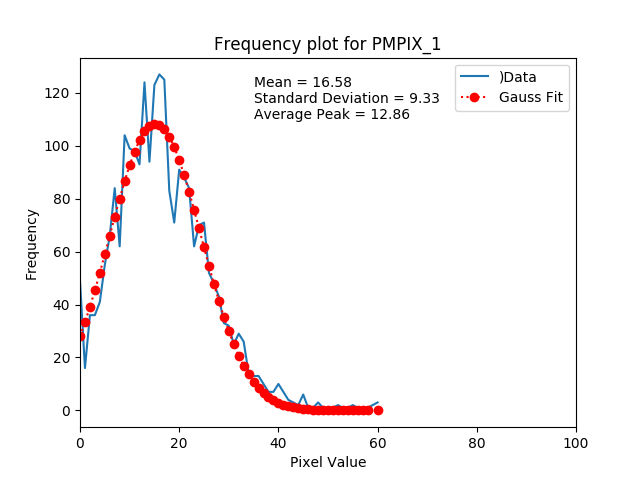 Frequency plot for PMPIX_1
Mean = 16.58
Standard Deviation = 9.33
Average Peak = 12.86
)Data
Gauss Fit
Frequency
120
100
80
60
40
20
0
0 20 40 60 80 100
Pixel Value